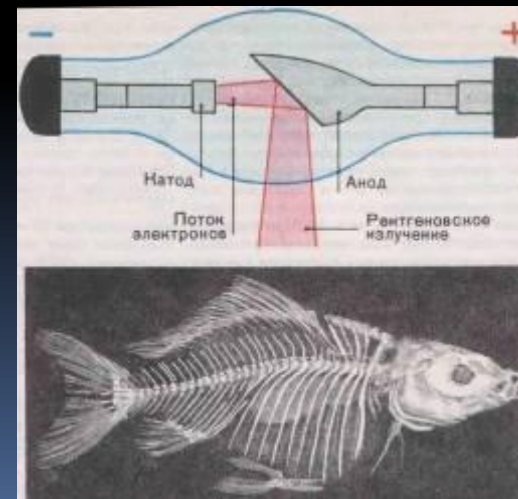 − +
Катод
Анод
Поток
электронов
Рентгеновское
излучение